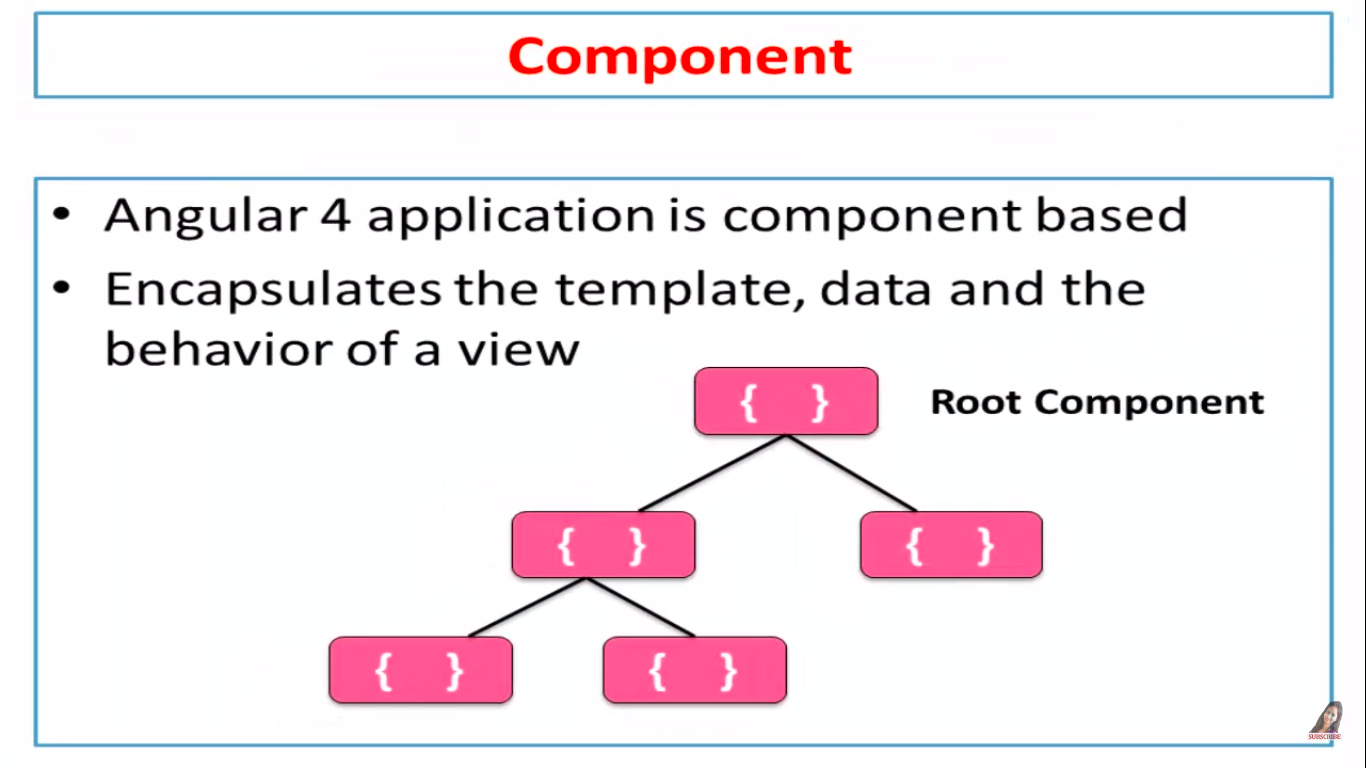 Component
• Angular 4 application is component based
• Encapsulates the template, data and the
behavior of a view
{ } Root Component
{ } { }
{ } { }
SUBSCRIBE